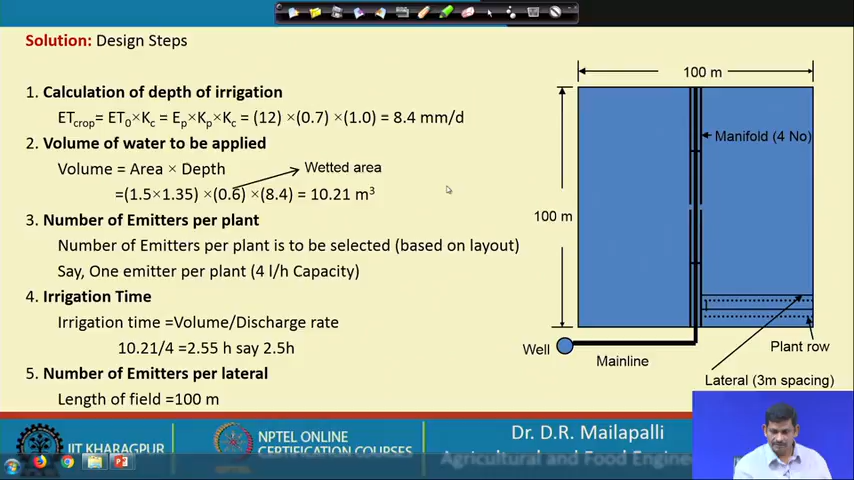 Solution: Design Steps
1. Calculation of depth of irrigation
ETcrop= ET0×Kc = Ep×Kp×Kc = (12) ×(0.7) ×(1.0) = 8.4 mm/d
2. Volume of water to be applied
Volume = Area × Depth
Wetted area
=(1.5×1.35) ×(0.6) ×(8.4) = 10.21 m3
3. Number of Emitters per plant
Number of Emitters per plant is to be selected (based on layout)
Say, One emitter per plant (4 l/h Capacity)
4. Irrigation Time
Irrigation time =Volume/Discharge rate
10.21/4 =2.55 h say 2.5h
5. Number of Emitters per lateral
Length of field =100 m
100 m
Manifold (4 No)
100 m
Well
Mainline
Plant row
Lateral (3m spacing)
IIT KHARAGPUR
NPTEL ONLINE
CERTIFICATION COURSES
Dr. D.R. Mailapalli
Agricultural and Food Engine